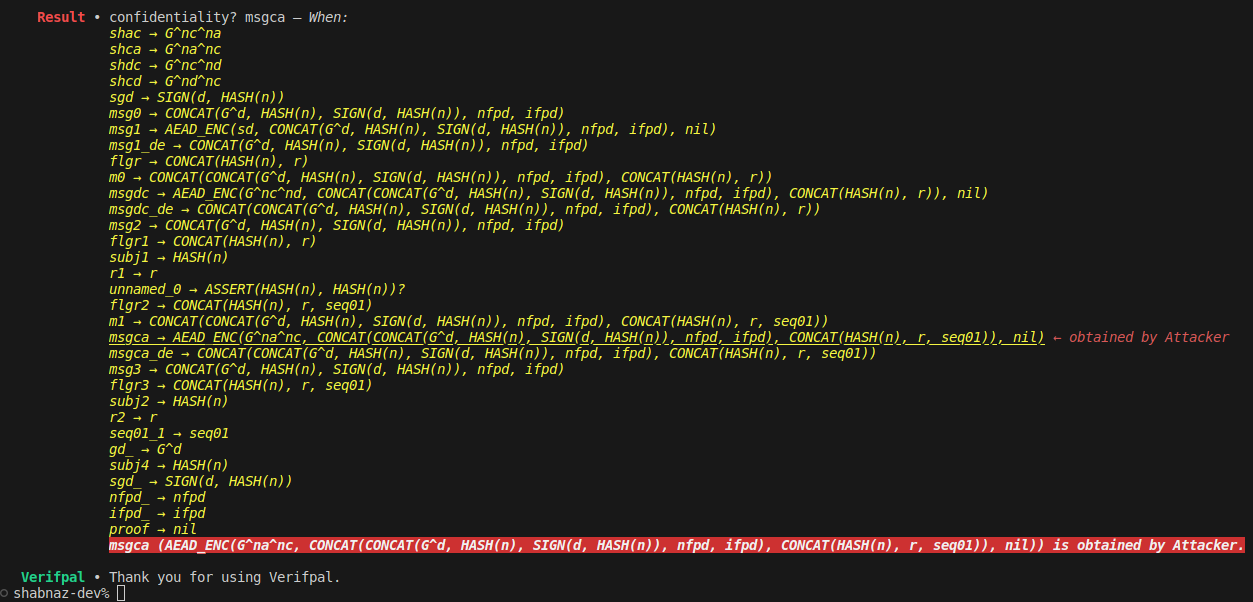 Result • confidentiality? msgca — When:
shac → G^nc^na
shca → G^na^nc
shdc → G^nc^nd
shcd → G^nd^nc
sgd → SIGN(d, HASH(n))
msg0 → CONCAT(G^d, HASH(n), SIGN(d, HASH(n)), nfpd, ifpd)
msg1 → AEAD_ENC(sd, CONCAT(G^d, HASH(n), SIGN(d, HASH(n)), nfpd, ifpd), nil)
msg1_de → CONCAT(G^d, HASH(n), SIGN(d, HASH(n)), nfpd, ifpd)
flgr → CONCAT(HASH(n), r)
m0 → CONCAT(CONCAT(G^d, HASH(n), SIGN(d, HASH(n)), nfpd, ifpd), CONCAT(HASH(n), r))
msgdc → AEAD_ENC(G^nc^nd, CONCAT(CONCAT(G^d, HASH(n), SIGN(d, HASH(n)), nfpd, ifpd), CONCAT(HASH(n), r)), nil)
msgdc_de → CONCAT(CONCAT(G^d, HASH(n), SIGN(d, HASH(n)), nfpd, ifpd), CONCAT(HASH(n), r))
msg2 → CONCAT(G^d, HASH(n), SIGN(d, HASH(n)), nfpd, ifpd)
flgr1 → CONCAT(HASH(n), r)
subj1 → HASH(n)
r1 → r
unnamed_0 → ASSERT(HASH(n), HASH(n))?
flgr2 → CONCAT(HASH(n), r, seq01)
m1 → CONCAT(CONCAT(G^d, HASH(n), SIGN(d, HASH(n)), nfpd, ifpd), CONCAT(HASH(n), r, seq01))
msgca → AEAD_ENC(G^na^nc, CONCAT(CONCAT(G^d, HASH(n), SIGN(d, HASH(n)), nfpd, ifpd), CONCAT(HASH(n), r, seq01)), nil) ← obtained by Attacker
msgca_de → CONCAT(CONCAT(G^d, HASH(n), SIGN(d, HASH(n)), nfpd, ifpd), CONCAT(HASH(n), r, seq01))
msg3 → CONCAT(G^d, HASH(n), SIGN(d, HASH(n)), nfpd, ifpd)
flgr3 → CONCAT(HASH(n), r, seq01)
subj2 → HASH(n)
r2 → r
seq01_1 → seq01
gd_ → G^d
subj4 → HASH(n)
sgd_ → SIGN(d, HASH(n))
nfpd_ → nfpd
ifpd_ → ifpd
proof → nil
msgca (AEAD_ENC(G^na^nc, CONCAT(CONCAT(G^d, HASH(n), SIGN(d, HASH(n)), nfpd, ifpd), CONCAT(HASH(n), r, seq01)), nil)) is obtained by Attacker.
Verifpal • Thank you for using Verifpal.
shabnaz-dev%